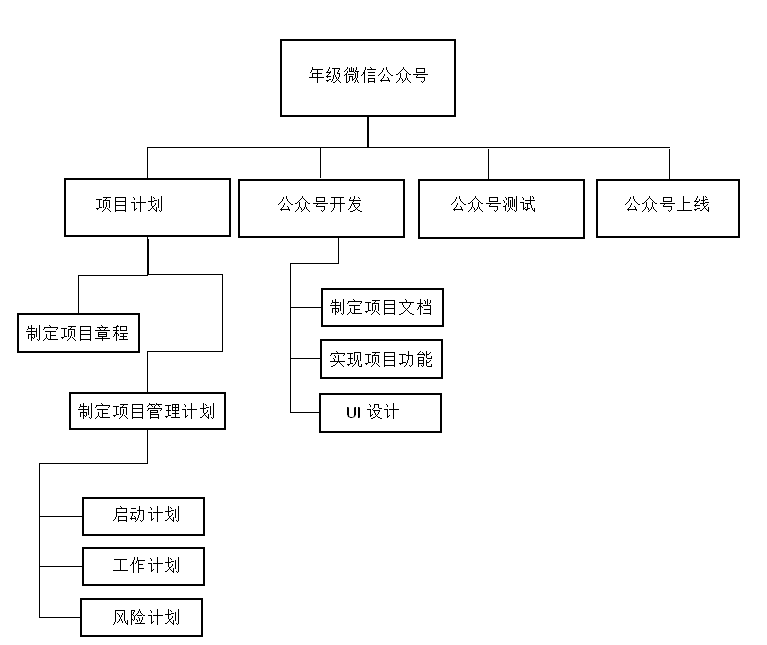 年级微信公众号
项目计划
公众号开发
公众号测试
公众号上线
制定项目章程
制定项目管理计划
启动计划
工作计划
风险计划
制定项目文档
实现项目功能
UI 设计